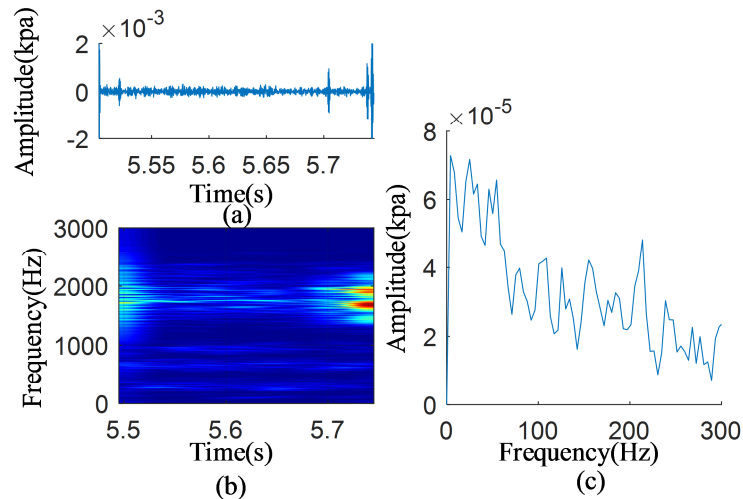 ×10⁻³
Amplitude(kpa)
2
0
-2
5.55 5.6 5.65 5.7
Time(s)
(a)
Frequency(Hz)
3000
2000
1000
0
5.5 5.6 5.7
Time(s)
(b)
×10⁻⁵
Amplitude(kpa)
8
6
4
2
0
0 100 200 300
Frequency(Hz)
(c)